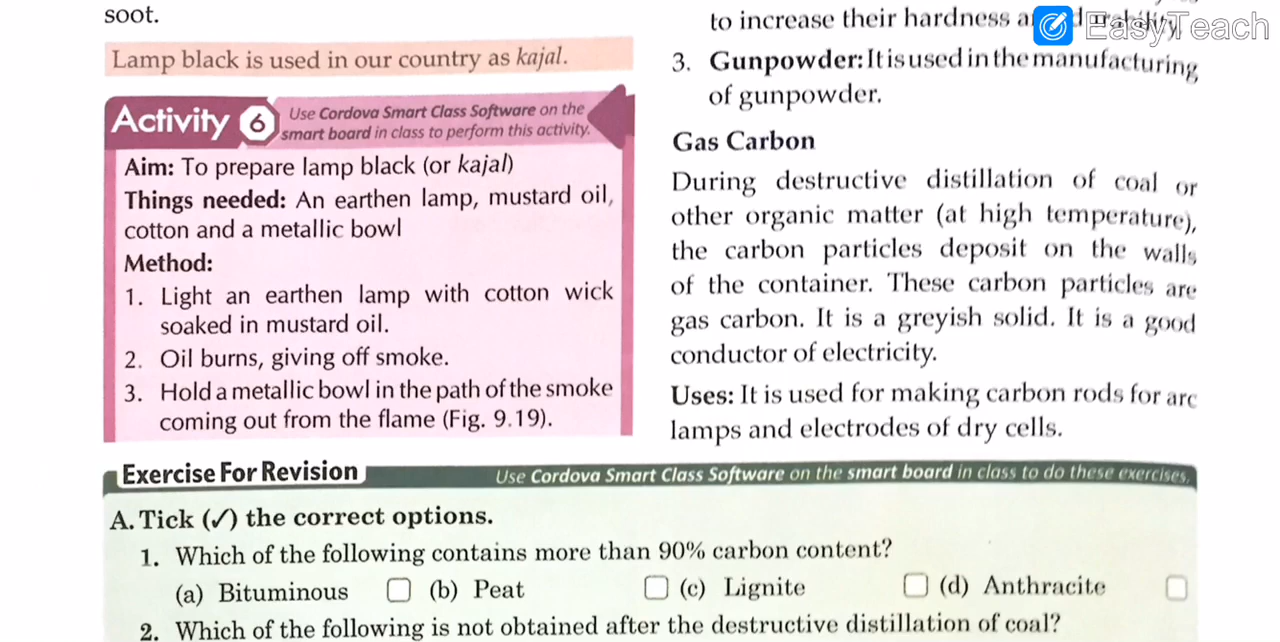 soot.
Lamp black is used in our country as kajal.
Activity 6 Use Cordova Smart Class Software on the
smart board in class to perform this activity.
Aim: To prepare lamp black (or kajal)
Things needed: An earthen lamp, mustard oil,
cotton and a metallic bowl
Method:
1. Light an earthen lamp with cotton wick
soaked in mustard oil.
2. Oil burns, giving off smoke.
3. Hold a metallic bowl in the path of the smoke
coming out from the flame (Fig. 9.19).
to increase their hardness and durability.
EasyTeach
3. Gunpowder: It is used in the manufacturing
of gunpowder.
Gas Carbon
During destructive distillation of coal or
other organic matter (at high temperature),
the carbon particles deposit on the walls
of the container. These carbon particles are
gas carbon. It is a greyish solid. It is a good
conductor of electricity.
Uses: It is used for making carbon rods for arc
lamps and electrodes of dry cells.
Exercise For Revision Use Cordova Smart Class Software on the smart board in class to do these exercises.
A. Tick (✓) the correct options.
1. Which of the following contains more than 90% carbon content?
(a) Bituminous (b) Peat (c) Lignite (d) Anthracite
2. Which of the following is not obtained after the destructive distillation of coal?